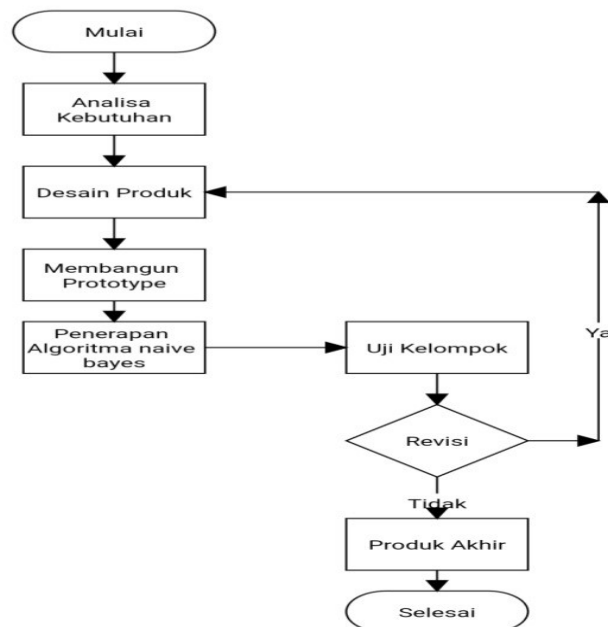 Mulai
Analisa
Kebutuhan
Desain Produk
Membangun
Prototype
Penerapan
Algoritma naive
bayes
Uji Kelompok
Ya
Revisi
Tidak
Produk Akhir
Selesai